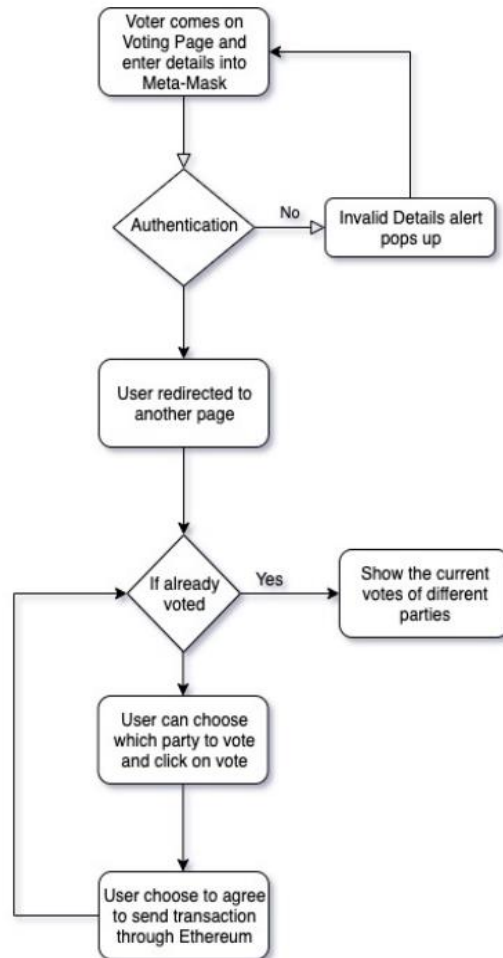 Voter comes on
Voting Page and
enter details into
Meta-Mask
Authentication
No
Invalid Details alert
pops up
User redirected to
another page
If already
voted
Yes
Show the current
votes of different
parties
User can choose
which party to vote
and click on vote
User choose to agree
to send transaction
through Ethereum